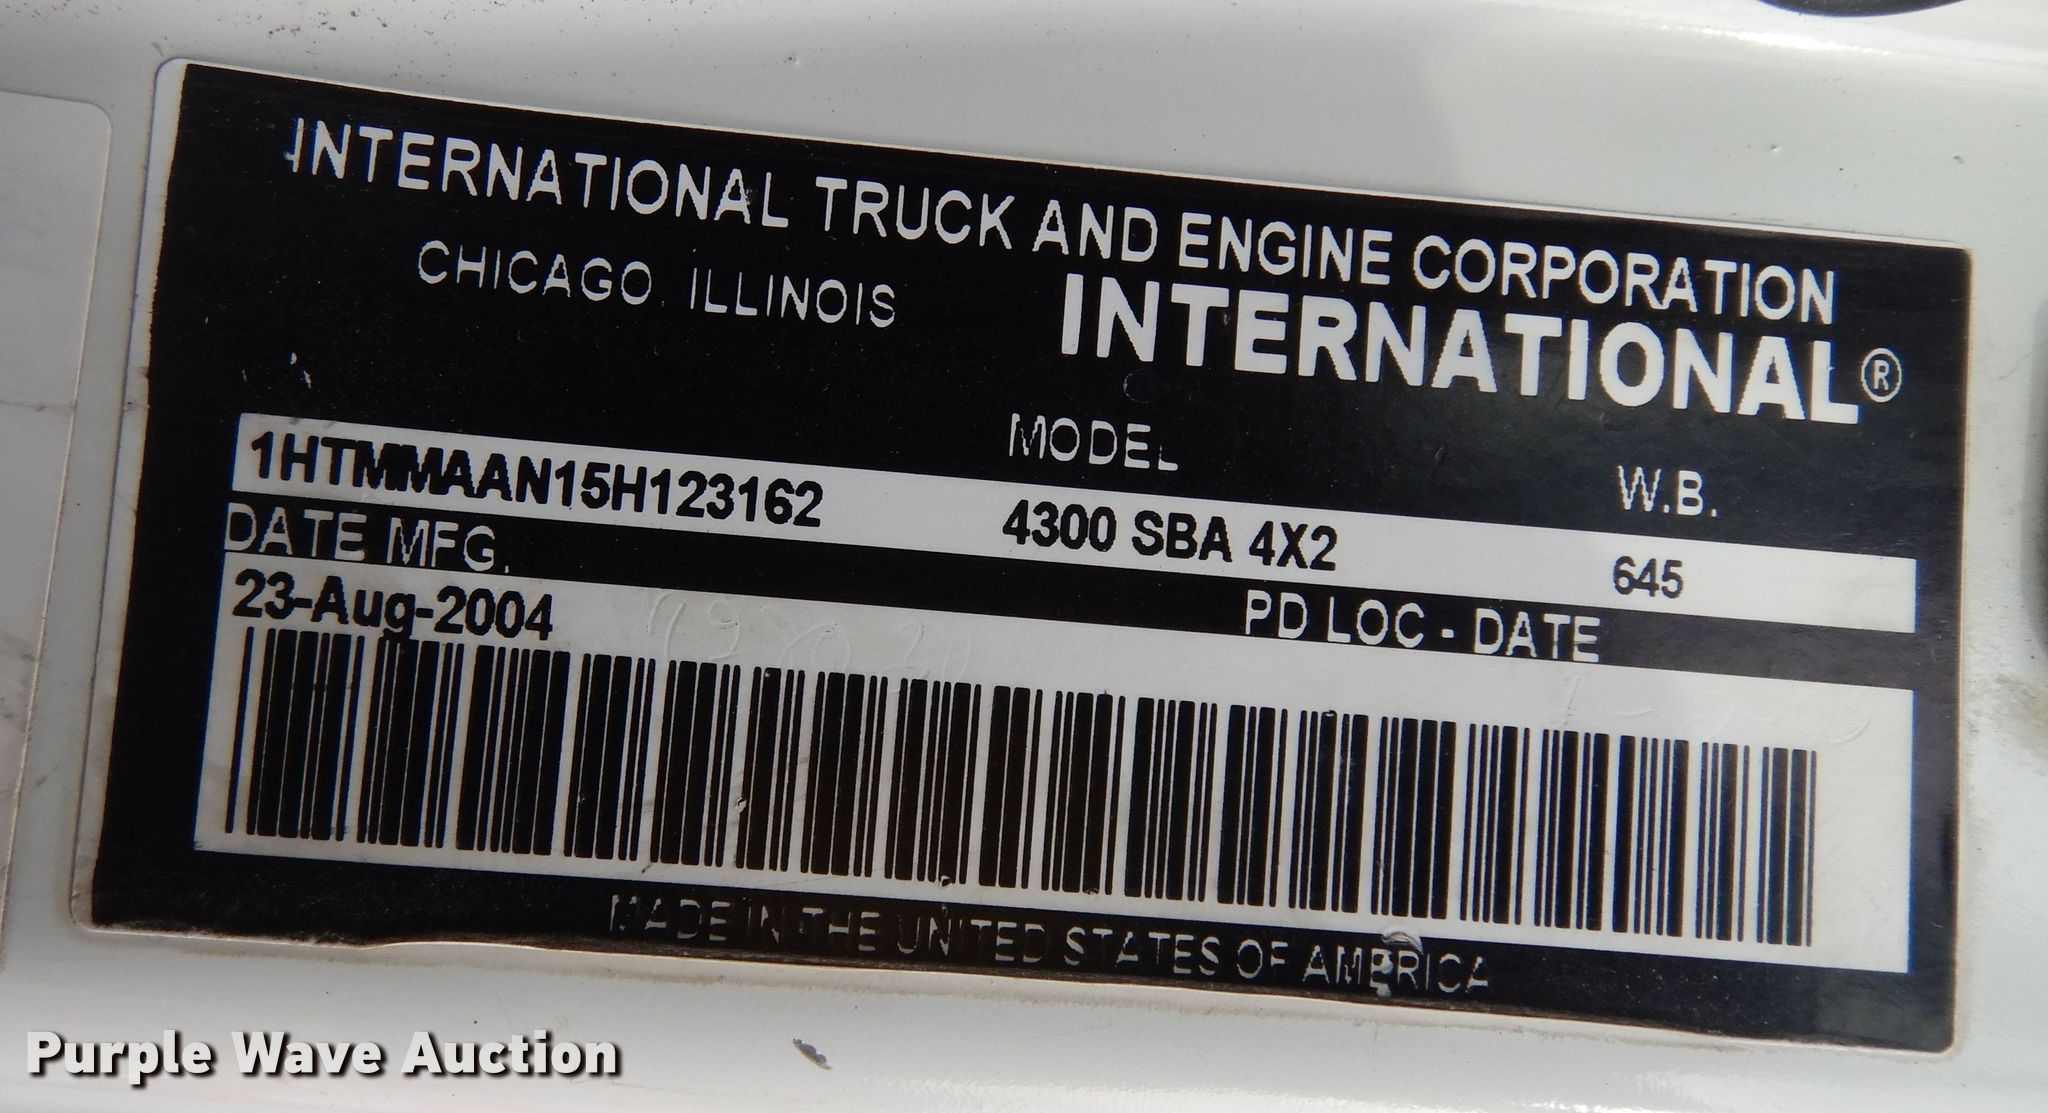 INTERNATIONAL TRUCK AND ENGINE CORPORATION
CHICAGO, ILLINOIS
INTERNATIONAL®
MODEL W.B.
1HTMMAAN15H123162 4300 SBA 4X2 645
DATE MFG. PD LOC - DATE
23-Aug-2004
MADE IN THE UNITED STATES OF AMERICA
Purple Wave Auction